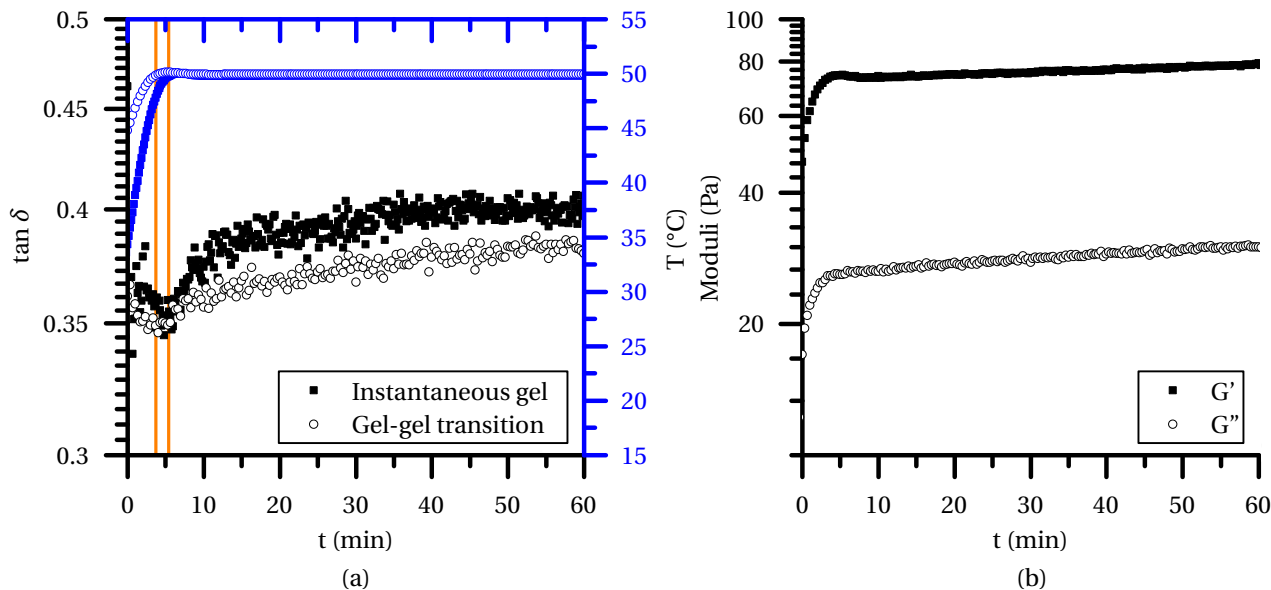 0.5
0.45
0.4
0.35
0.3
tan δ
55
50
45
40
35
30
25
20
15
T (°C)
Instantaneous gel
Gel-gel transition
0 10 20 30 40 50 60
t (min)
(a)
100
80
60
40
20
Moduli (Pa)
G’
G”
0 10 20 30 40 50 60
t (min)
(b)